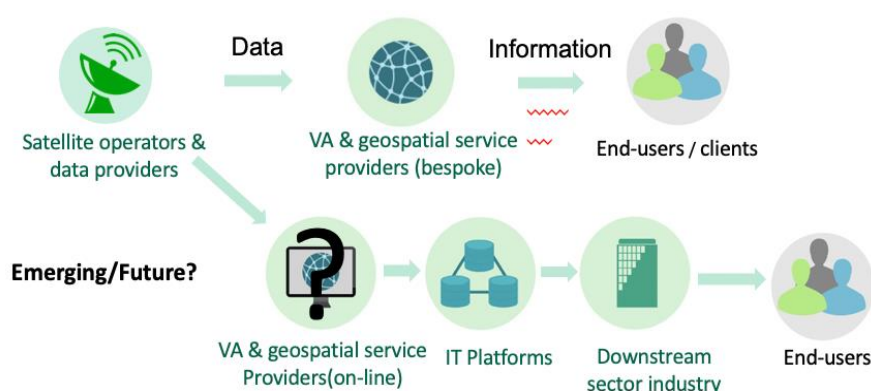 Data
Information
Satellite operators &
data providers
VA & geospatial service
providers (bespoke)
End-users / clients
Emerging/Future?
?
VA & geospatial service
Providers(on-line)
IT Platforms
Downstream
sector industry
End-users